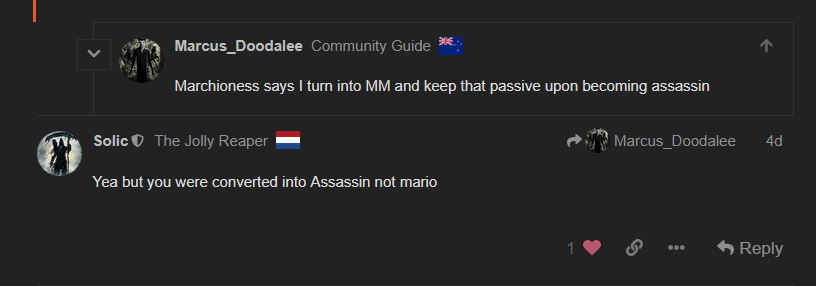 Marcus_Doodalee Community Guide
Marchioness says I turn into MM and keep that passive upon becoming assassin
Solic The Jolly Reaper Marcus_Doodalee 4d
Yea but you were converted into Assassin not mario
1 Reply